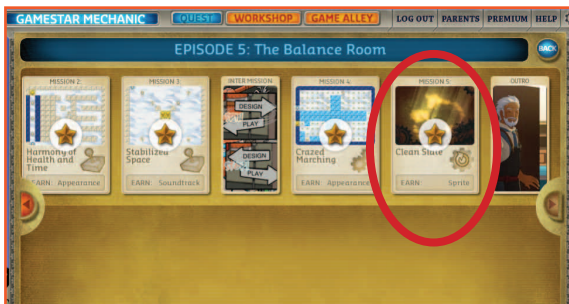 GAMESTAR MECHANIC QUEST WORKSHOP GAME ALLEY LOG OUT PARENTS PREMIUM HELP
EPISODE 5: The Balance Room
BACK
MISSION 2:
Harmony of
Health and
Time
EARN: Appearance
MISSION 3:
Stabilized
Space
EARN: Soundtrack
INTERMISSION
DESIGN
PLAY
DESIGN
PLAY
MISSION 4:
Crazed
Marching
EARN: Appearance
MISSION 5:
Clean Slate
EARN: Sprite
OUTRO